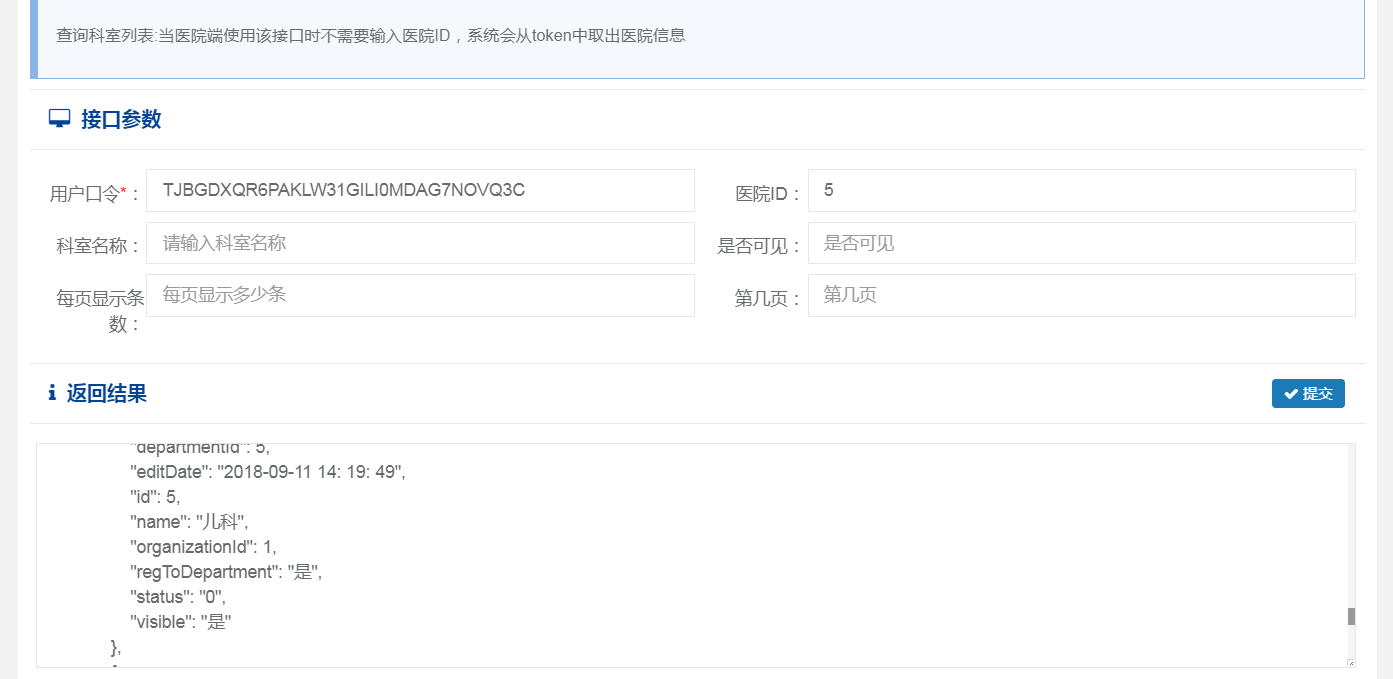 查询科室列表:当医院端使用该接口时不需要输入医院ID，系统会从token中取出医院信息
接口参数
用户口令*： TJBGDXQR6PAKLW31GILI0MDAG7NOVQ3C 医院ID： 5
科室名称： 请输入科室名称 是否可见： 是否可见
每页显示条数： 每页显示多少条 第几页： 第几页
返回结果 提交
"departmentId": 5,
"editDate": "2018-09-11 14: 19: 49",
"id": 5,
"name": "儿科",
"organizationId": 1,
"regToDepartment": "是",
"status": "0",
"visible": "是"
},